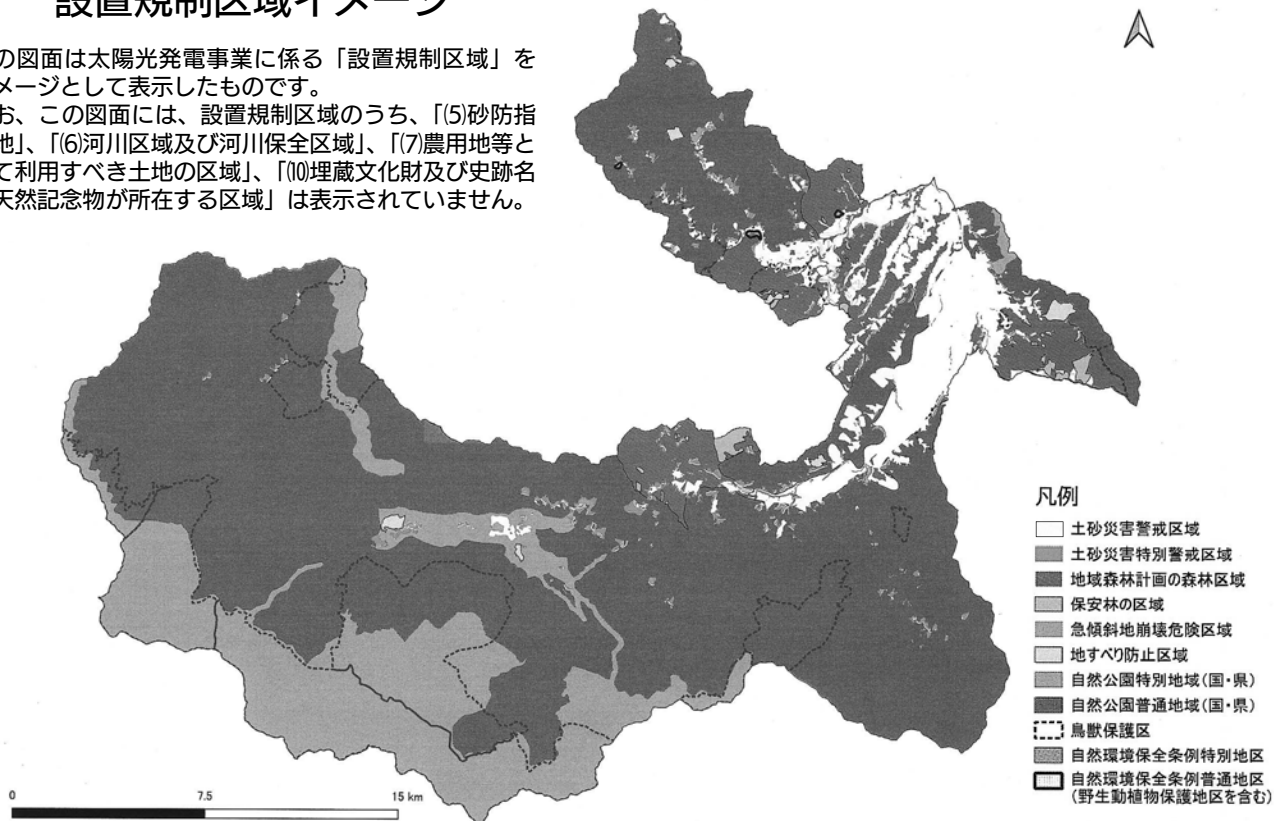 設置規制区域イメージ
の図面は太陽光発電事業に係る「設置規制区域」を
メージとして表示したものです。
お、この図面には、設置規制区域のうち、「⑸砂防指
地」、「⑹河川区域及び河川保全区域」、「⑺農用地等と
て利用すべき土地の区域」、「⑽埋蔵文化財及び史跡名
天然記念物が所在する区域」は表示されていません。
凡例
土砂災害警戒区域
土砂災害特別警戒区域
地域森林計画の森林区域
保安林の区域
急傾斜地崩壊危険区域
地すべり防止区域
自然公園特別地域(国・県)
自然公園普通地域(国・県)
鳥獣保護区
自然環境保全条例特別地区
自然環境保全条例普通地区
(野生動植物保護地区を含む)
0 7.5 15 km